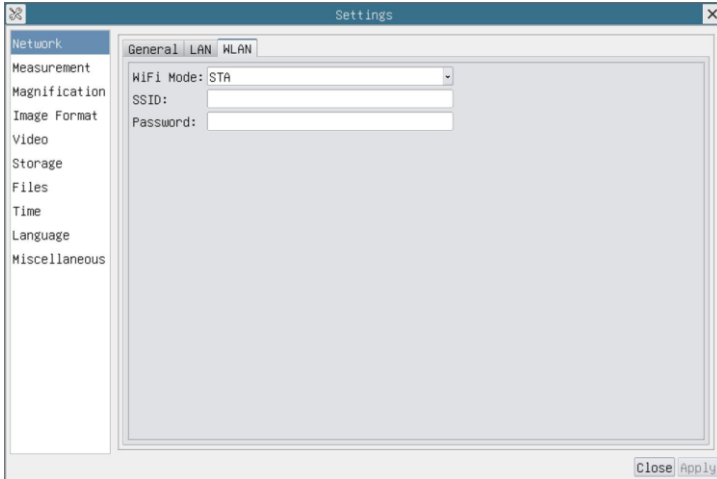 Settings
Network
Measurement
Magnification
Image Format
Video
Storage
Files
Time
Language
Miscellaneous
General LAN WLAN
WiFi Mode: STA
SSID:
Password:
Close Apply